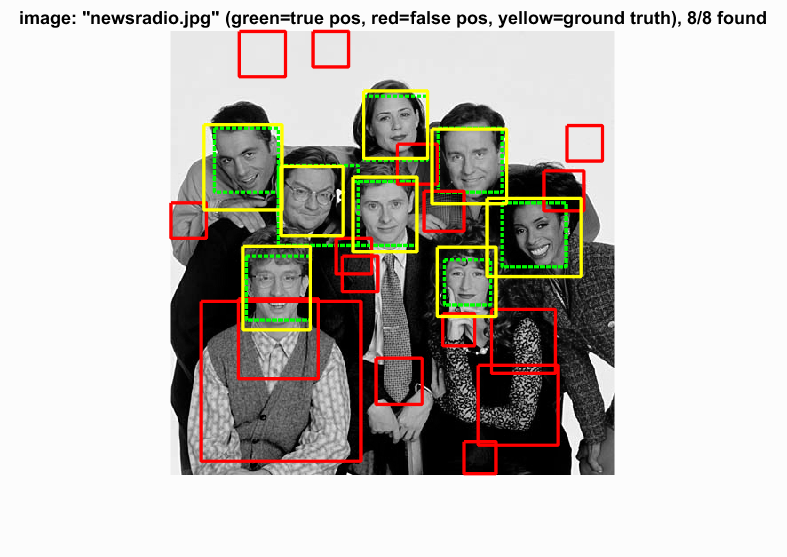 image: "newsradio.jpg" (green=true pos, red=false pos, yellow=ground truth), 8/8 found